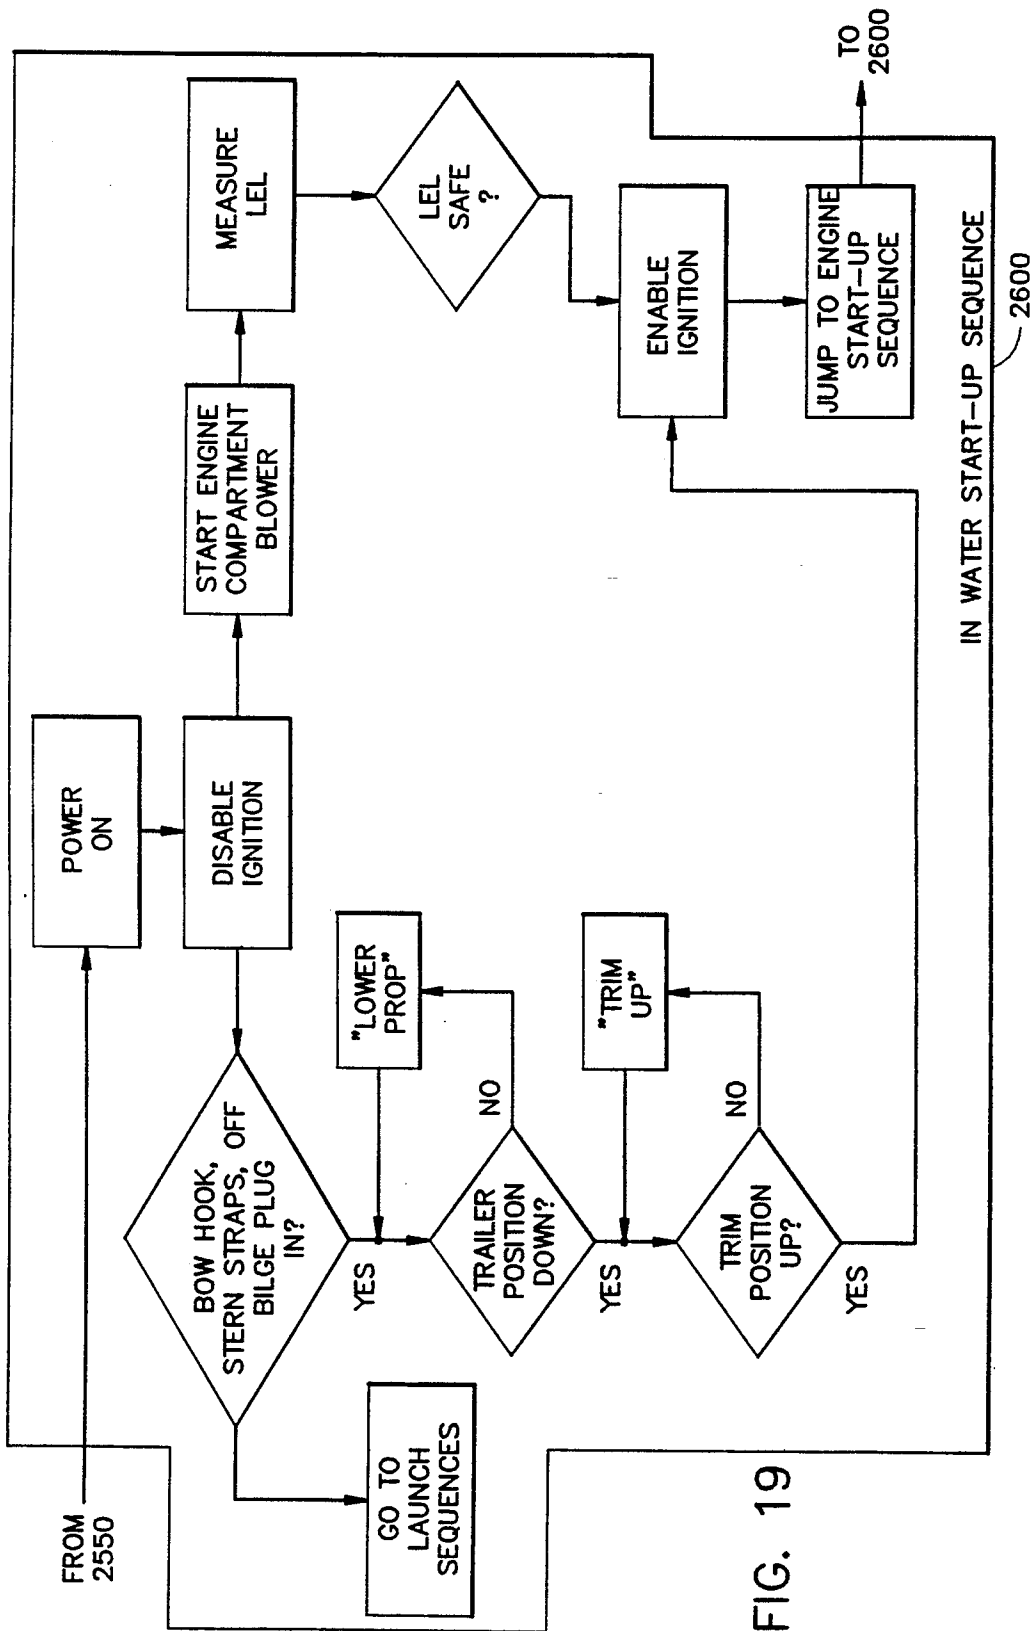 FROM
2550
POWER
ON
DISABLE
IGNITION
START ENGINE
COMPARTMENT
BLOWER
MEASURE
LEL
LEL
SAFE
?
BOW HOOK,
STERN STRAPS, OFF
BILGE PLUG
IN?
YES
GO TO
LAUNCH
SEQUENCES
"LOWER
PROP"
TRAILER
POSITION
DOWN?
NO
YES
"TRIM
UP"
TRIM
POSITION
UP?
NO
YES
ENABLE
IGNITION
JUMP TO ENGINE
START-UP
SEQUENCE
TO
2600
IN WATER START-UP SEQUENCE
2600
FIG. 19